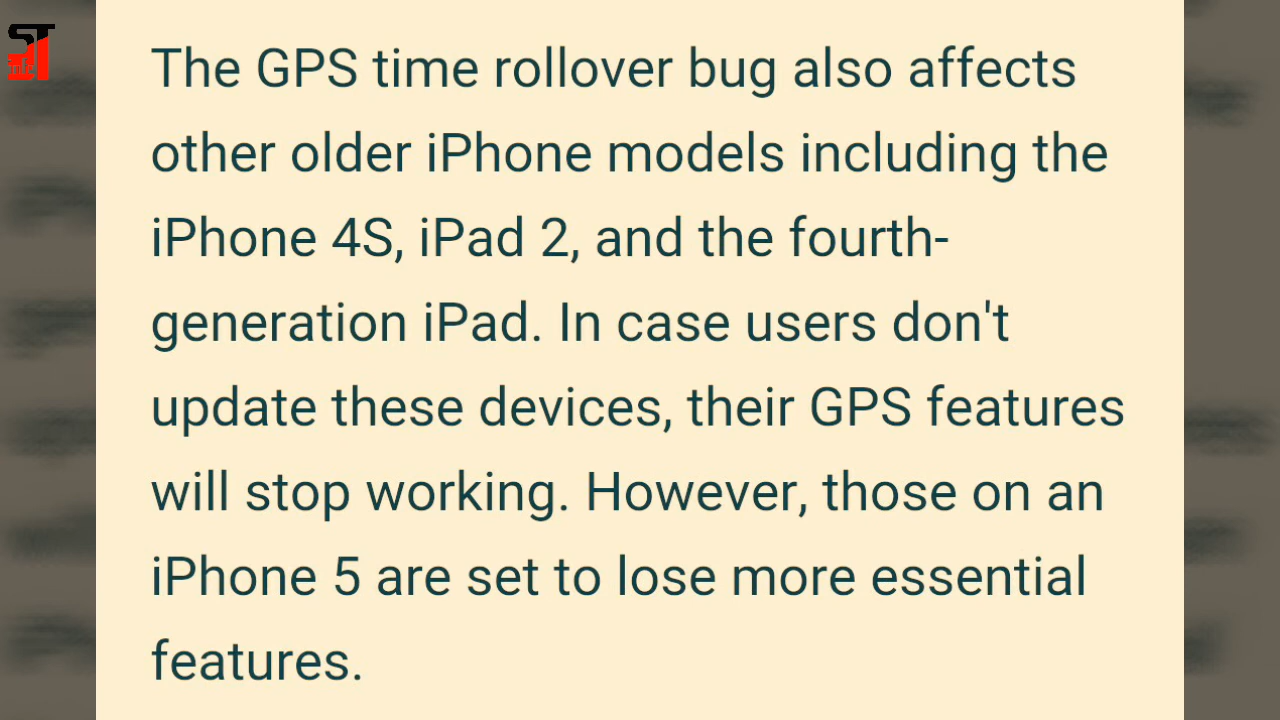 ST
The GPS time rollover bug also affects
other older iPhone models including the
iPhone 4S, iPad 2, and the fourth-
generation iPad. In case users don't
update these devices, their GPS features
will stop working. However, those on an
iPhone 5 are set to lose more essential
features.